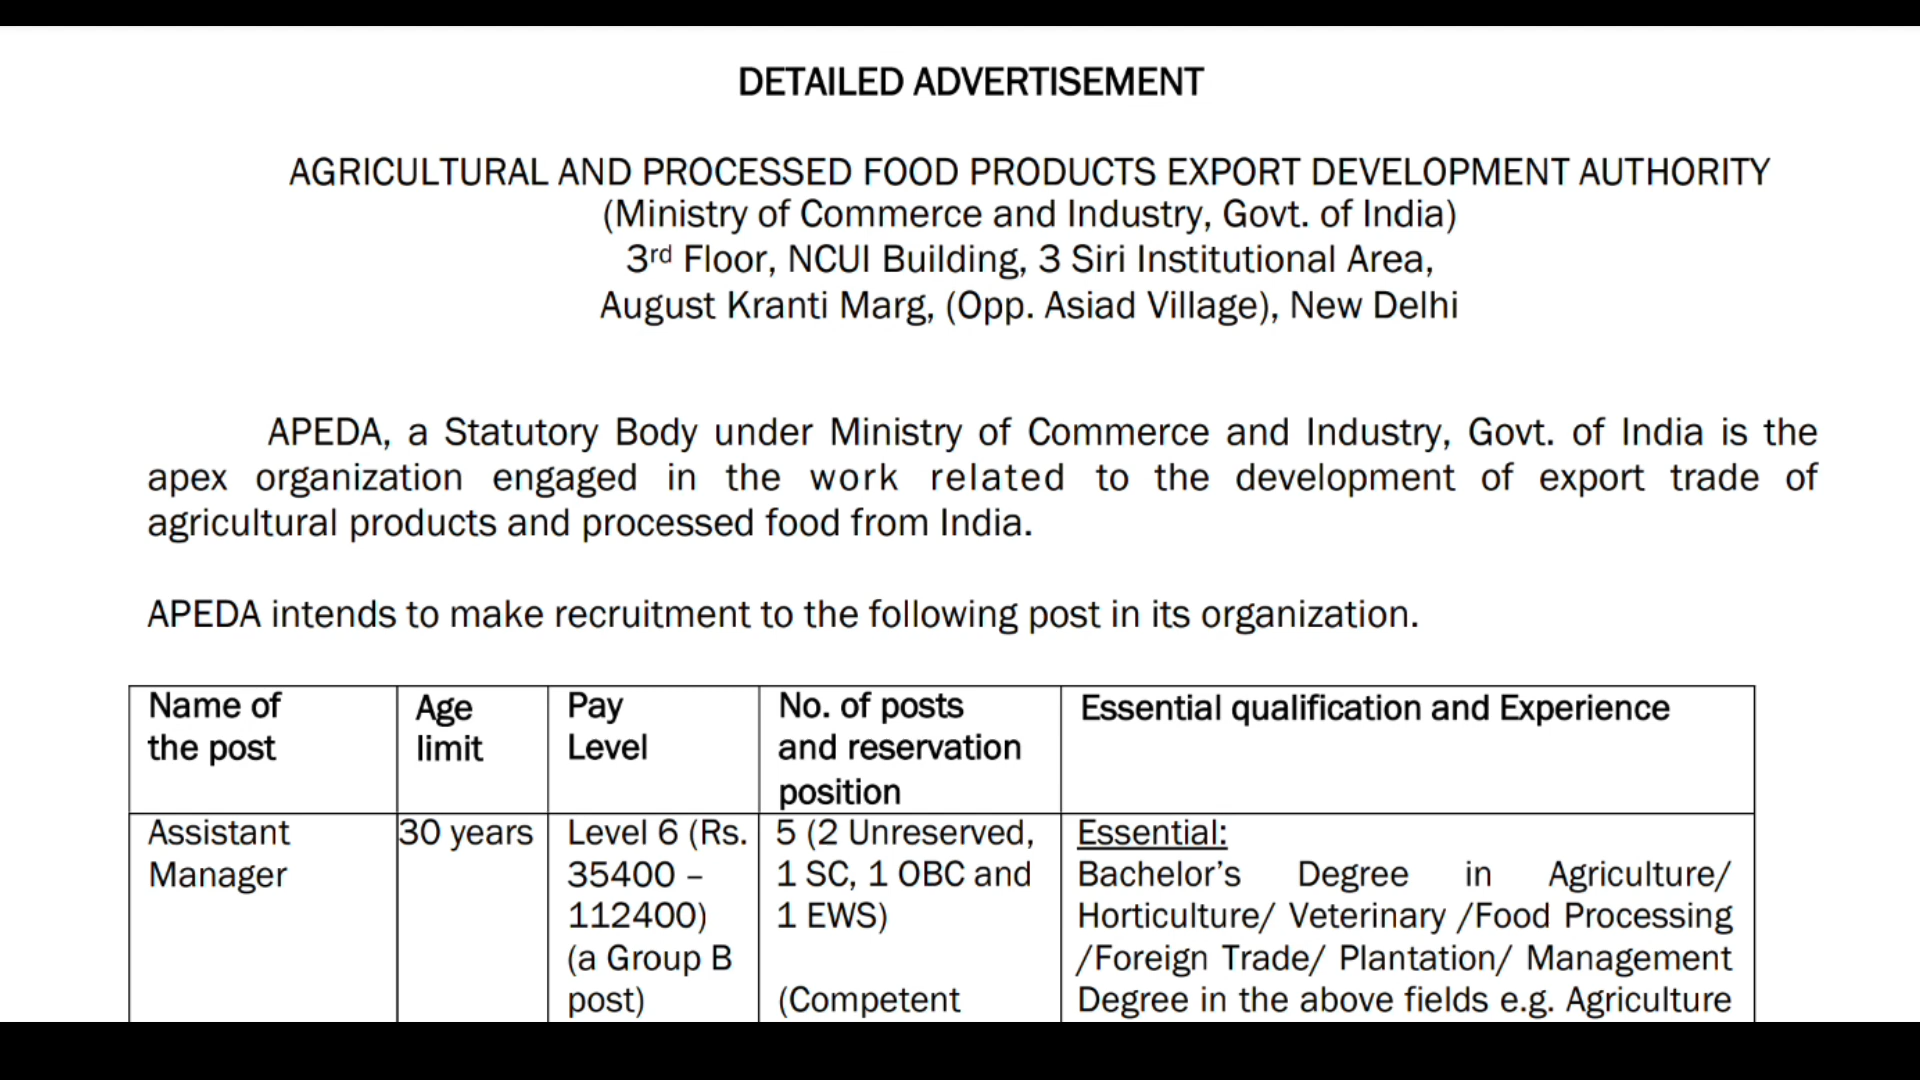 DETAILED ADVERTISEMENT
AGRICULTURAL AND PROCESSED FOOD PRODUCTS EXPORT DEVELOPMENT AUTHORITY
(Ministry of Commerce and Industry, Govt. of India)
3rd Floor, NCUI Building, 3 Siri Institutional Area,
August Kranti Marg, (Opp. Asiad Village), New Delhi
APEDA, a Statutory Body under Ministry of Commerce and Industry, Govt. of India is the
apex organization engaged in the work related to the development of export trade of
agricultural products and processed food from India.
APEDA intends to make recruitment to the following post in its organization.
Name of
the post
Age
limit
Pay
Level
No. of posts
and reservation
position
Essential qualification and Experience
Assistant
Manager
30 years
Level 6 (Rs.
35400 –
112400)
(a Group B
post)
5 (2 Unreserved,
1 SC, 1 OBC and
1 EWS)
(Competent
Essential:
Bachelor’s Degree in Agriculture/
Horticulture/ Veterinary /Food Processing
/Foreign Trade/ Plantation/ Management
Degree in the above fields e.g. Agriculture